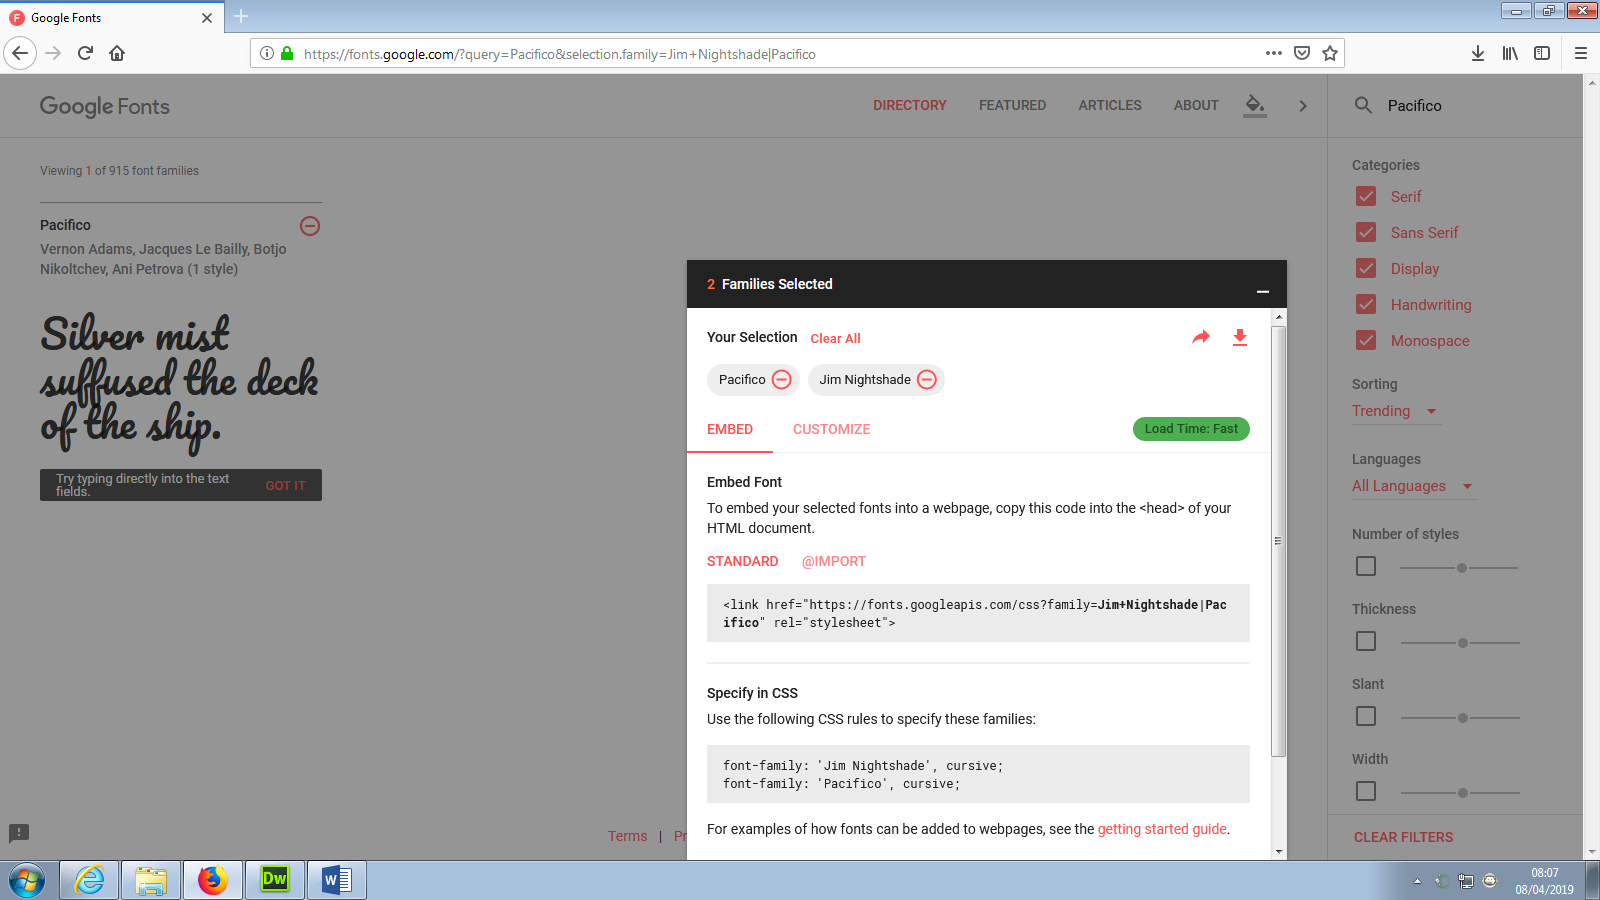 Google Fonts
https://fonts.google.com/?query=Pacifico&selection.family=Jim+Nightshade|Pacifico
Google Fonts
DIRECTORY
FEATURED
ARTICLES
ABOUT
Pacifico
Viewing 1 of 915 font families
Pacifico
Vernon Adams, Jacques Le Bailly, Botjo
Nikoltchev, Ani Petrova (1 style)
Silver mist
suffused the deck
of the ship.
Try typing directly into the text
fields.
GOT IT
2 Families Selected
Your Selection
Clear All
Pacifico
Jim Nightshade
EMBED
CUSTOMIZE
Load Time: Fast
Embed Font
To embed your selected fonts into a webpage, copy this code into the <head> of your
HTML document.
STANDARD
@IMPORT
<link href="https://fonts.googleapis.com/css?family=Jim+Nightshade|Pac
ifico" rel="stylesheet">
Specify in CSS
Use the following CSS rules to specify these families:
font-family: 'Jim Nightshade', cursive;
font-family: 'Pacifico', cursive;
For examples of how fonts can be added to webpages, see the getting started guide.
Categories
Serif
Sans Serif
Display
Handwriting
Monospace
Sorting
Trending
Languages
All Languages
Number of styles
Thickness
Slant
Width
CLEAR FILTERS
Terms | Pr
Dw
W
08:07
08/04/2019